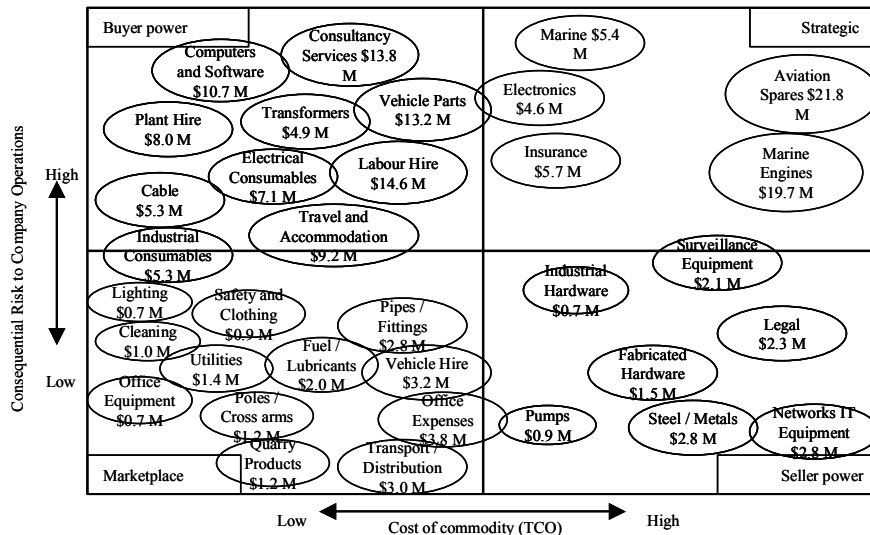 Buyer power
Strategic
Computers
and Software
$10.7 M
Consultancy
Services $13.8
M
Marine $5.4
M
Aviation
Spares $21.8
M
Plant Hire
$8.0 M
Transformers
$4.9 M
Vehicle Parts
$13.2 M
Electronics
$4.6 M
Electrical
Consumables
$7.1 M
Labour Hire
$14.6 M
Insurance
$5.7 M
Marine
Engines
$19.7 M
Cable
$5.3 M
Travel and
Accommodation
$9.2 M
Industrial
Consumables
$5.3 M
Surveillance
Equipment
$2.1 M
Industrial
Hardware
$0.7 M
Lighting
$0.7 M
Safety and
Clothing
$0.9 M
Pipes /
Fittings
$2.8 M
Legal
$2.3 M
Cleaning
$1.0 M
Utilities
$1.4 M
Fuel /
Lubricants
$2.0 M
Vehicle Hire
$3.2 M
Fabricated
Hardware
$1.5 M
Office
Equipment
$0.7 M
Poles /
Cross arms
$1.2 M
Office
Expenses
$3.8 M
Pumps
$0.9 M
Steel / Metals
$2.8 M
Networks IT
Equipment
$2.8 M
Quarry
Products
$1.2 M
Transport /
Distribution
$3.0 M
Marketplace
Seller power
High
Low
Consequential Risk to Company Operations
Low
High
Cost of commodity (TCO)